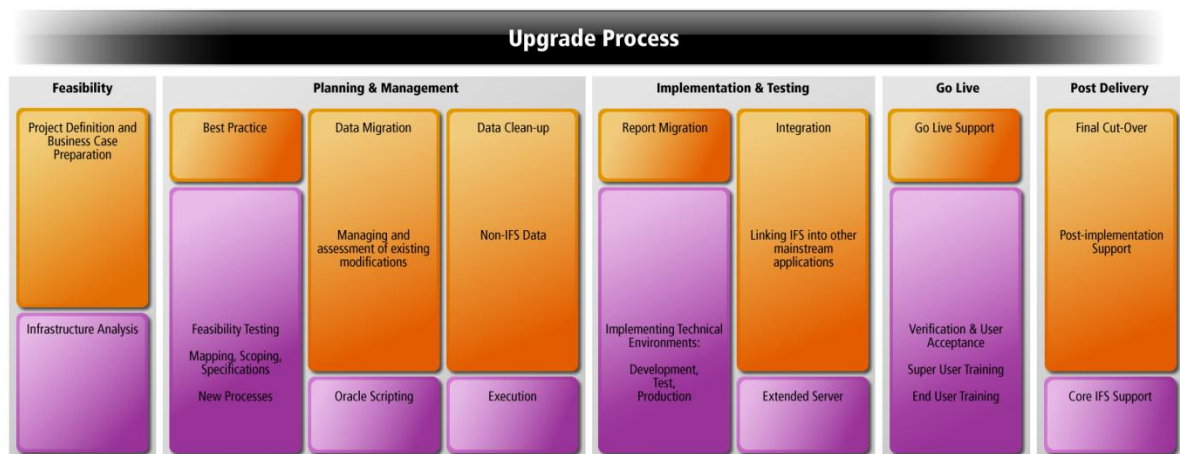 Upgrade Process
Feasibility
Project Definition and
Business Case
Preparation
Infrastructure Analysis
Planning & Management
Best Practice
Feasibility Testing
Mapping, Scoping,
Specifications
New Processes
Data Migration
Managing and
assessment of existing
modifications
Oracle Scripting
Data Clean-up
Non-IFS Data
Execution
Implementation & Testing
Report Migration
Implementing Technical
Environments:
Development,
Test,
Production
Integration
Linking IFS into other
mainstream
applications
Extended Server
Go Live
Go Live Support
Verification & User
Acceptance
Super User Training
End User Training
Post Delivery
Final Cut-Over
Post-implementation
Support
Core IFS Support